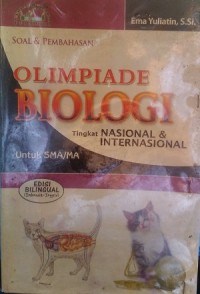 Ema Yuliatin, S.Si.
SOAL & PEMBAHASAN
OLIMPIADE
BIOLOGI
Tingkat NASIONAL &
INTERNASIONAL
Untuk SMA/MA
EDISI
BILINGUAL